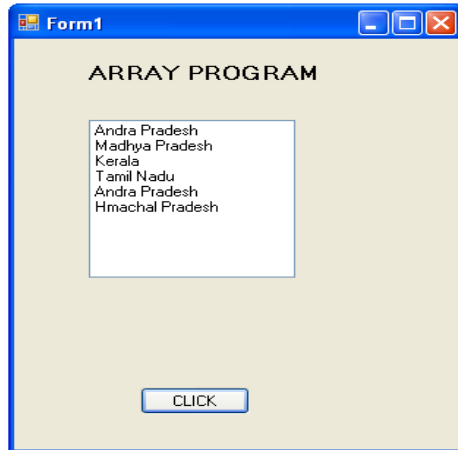 Form1
ARRAY PROGRAM
Andra Pradesh
Madhya Pradesh
Kerala
Tamil Nadu
Andra Pradesh
Hmachal Pradesh
CLICK